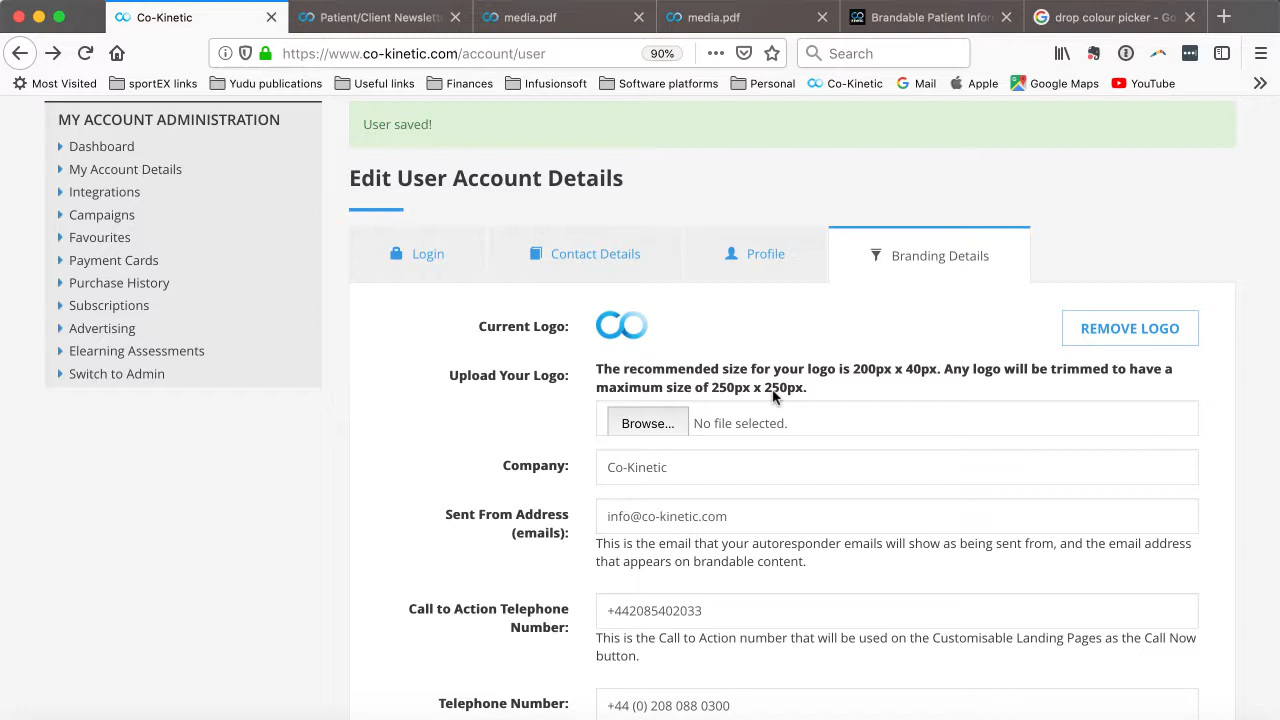 Co-Kinetic
Patient/Client Newslett
media.pdf
media.pdf
Brandable Patient Infor
drop colour picker - Go
https://www.co-kinetic.com/account/user
90%
Search
Most Visited
sportEX links
Yudu publications
Useful links
Finances
Infusionsoft
Software platforms
Personal
Co-Kinetic
Mail
Apple
Google Maps
YouTube
MY ACCOUNT ADMINISTRATION
Dashboard
My Account Details
Integrations
Campaigns
Favourites
Payment Cards
Purchase History
Subscriptions
Advertising
Elearning Assessments
Switch to Admin
User saved!
Edit User Account Details
Login
Contact Details
Profile
Branding Details
Current Logo:
REMOVE LOGO
Upload Your Logo:
The recommended size for your logo is 200px x 40px. Any logo will be trimmed to have a
maximum size of 250px x 250px.
Browse... No file selected.
Company:
Co-Kinetic
Sent From Address
(emails):
info@co-kinetic.com
This is the email that your autoresponder emails will show as being sent from, and the email address
that appears on brandable content.
Call to Action Telephone
Number:
+442085402033
This is the Call to Action number that will be used on the Customisable Landing Pages as the Call Now
button.
Telephone Number:
+44 (0) 208 088 0300